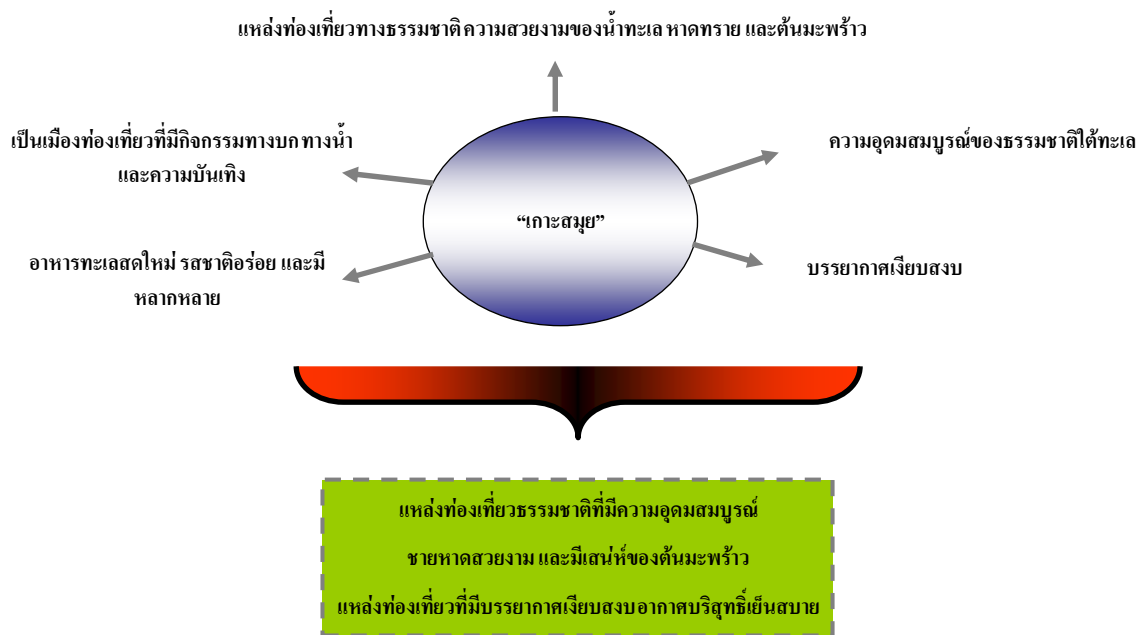 แหล่งท่องเที่ยวทางธรรมชาติ ความสวยงามของน้ำทะเล หาดทราย และต้นมะพร้าว
เป็นเมืองท่องเที่ยวที่มีกิจกรรมทางบก ทางน้ำ
และความบันเทิง
ความอุดมสมบูรณ์ของธรรมชาติใต้ทะเล
“เกาะสมุย”
อาหารทะเลสดใหม่ รสชาติอร่อย และมี
หลากหลาย
บรรยากาศเงียบสงบ
แหล่งท่องเที่ยวธรรมชาติที่มีความอุดมสมบูรณ์
ชายหาดสวยงาม และมีเสน่ห์ของต้นมะพร้าว
แหล่งท่องเที่ยวที่มีบรรยากาศเงียบสงบ อากาศบริสุทธิ์เย็นสบาย